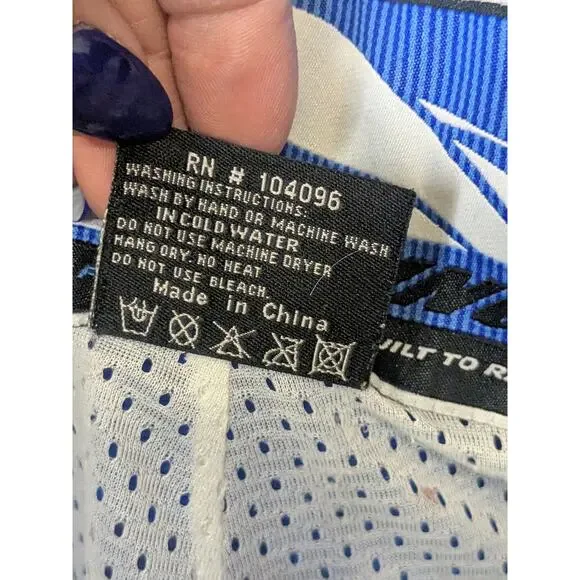 RN # 104096
WASHING INSTRUCTIONS:
WASH BY HAND OR MACHINE WASH
IN COLD WATER
DO NOT USE MACHINE DRYER
HANG DRY. NO HEAT
DO NOT USE BLEACH.
Made in China
UILT TO R